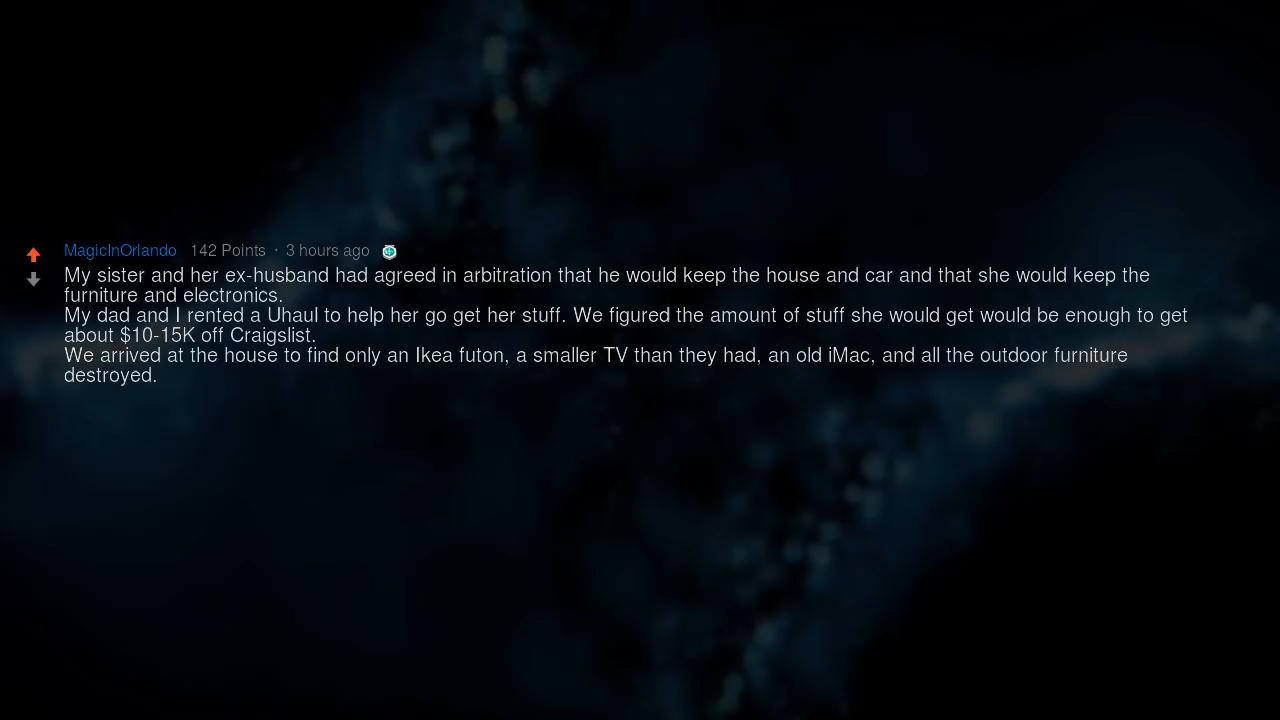 MagicInOrlando 142 Points · 3 hours ago
My sister and her ex-husband had agreed in arbitration that he would keep the house and car and that she would keep the
furniture and electronics.
My dad and I rented a Uhaul to help her go get her stuff. We figured the amount of stuff she would get would be enough to get
about $10-15K off Craigslist.
We arrived at the house to find only an Ikea futon, a smaller TV than they had, an old iMac, and all the outdoor furniture
destroyed.